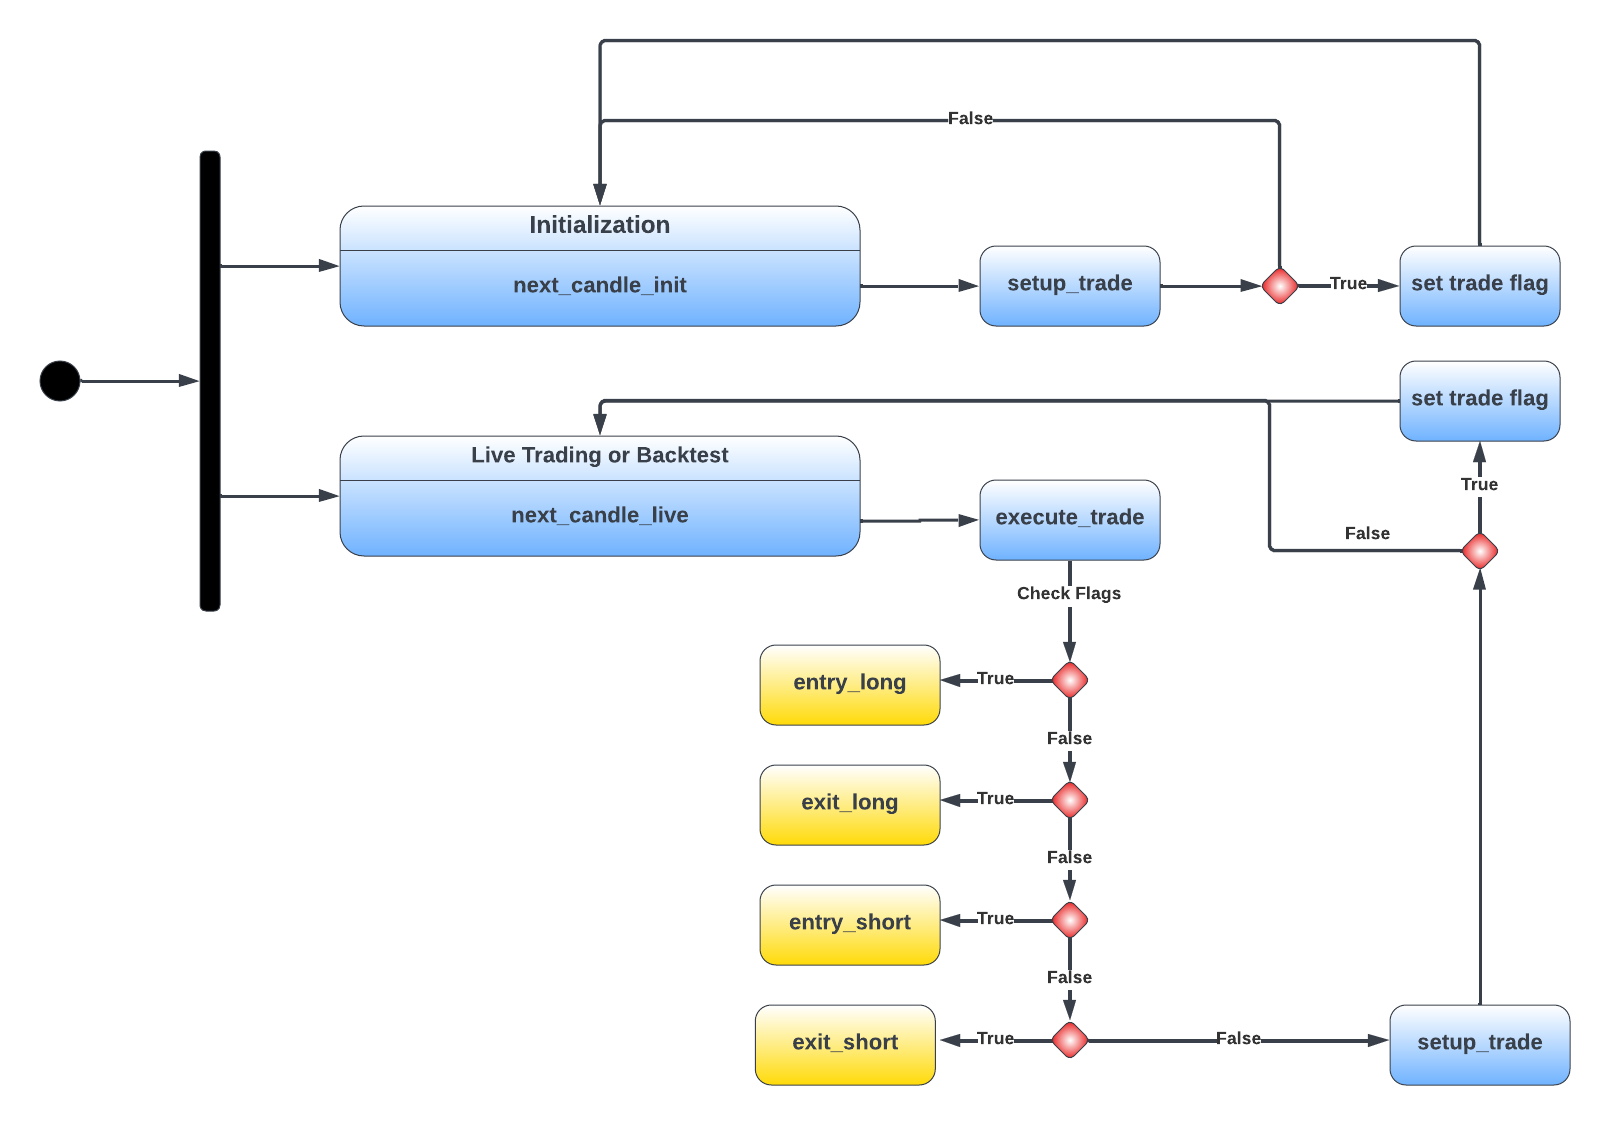 False
Initialization
next_candle_init
setup_trade
True
set trade flag
set trade flag
Live Trading or Backtest
next_candle_live
execute_trade
True
False
Check Flags
entry_long
True
False
exit_long
True
False
entry_short
True
False
exit_short
True
False
setup_trade